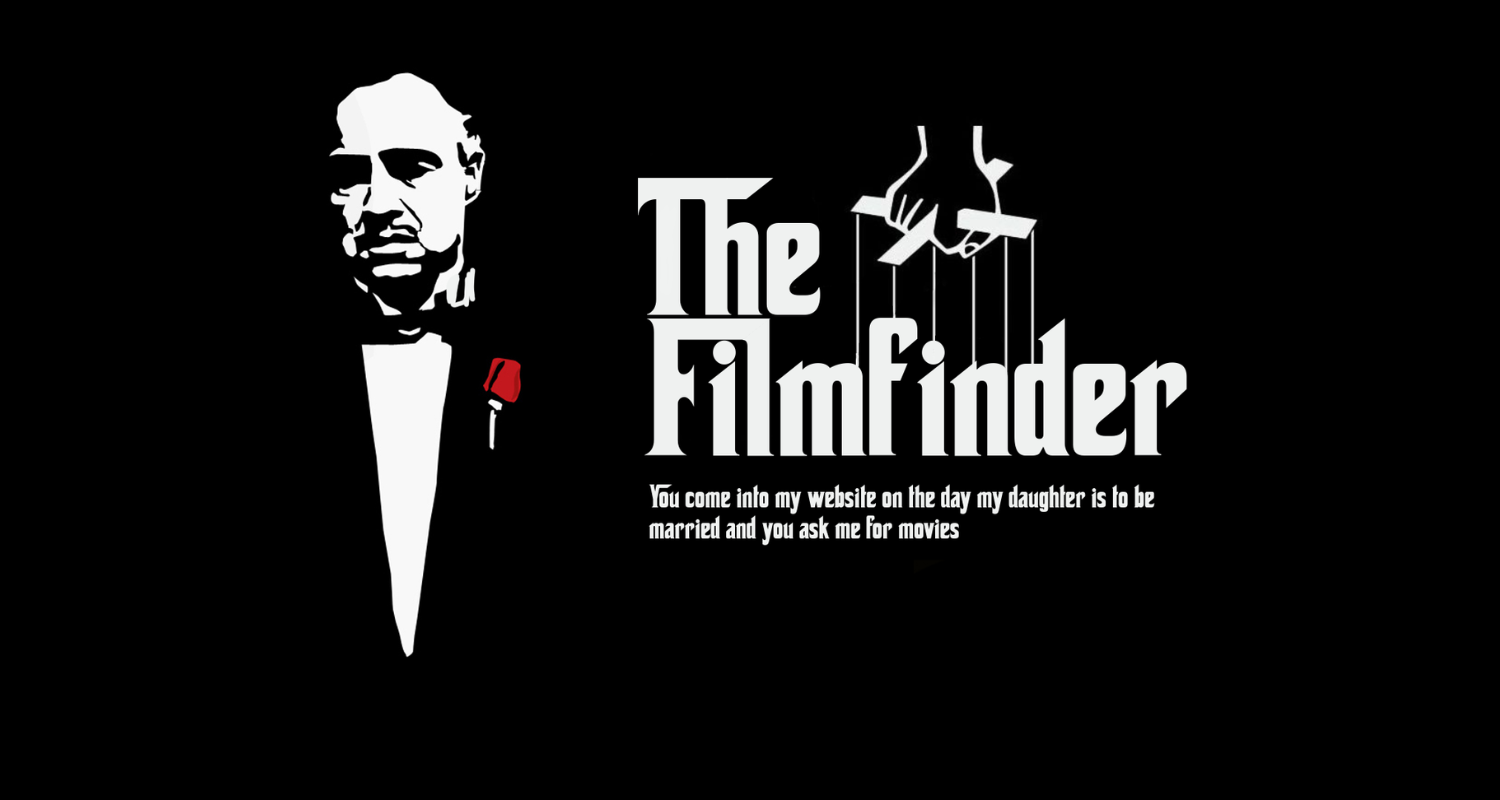 The
Filmfinder
You come into my website on the day my daughter is to be
married and you ask me for movies